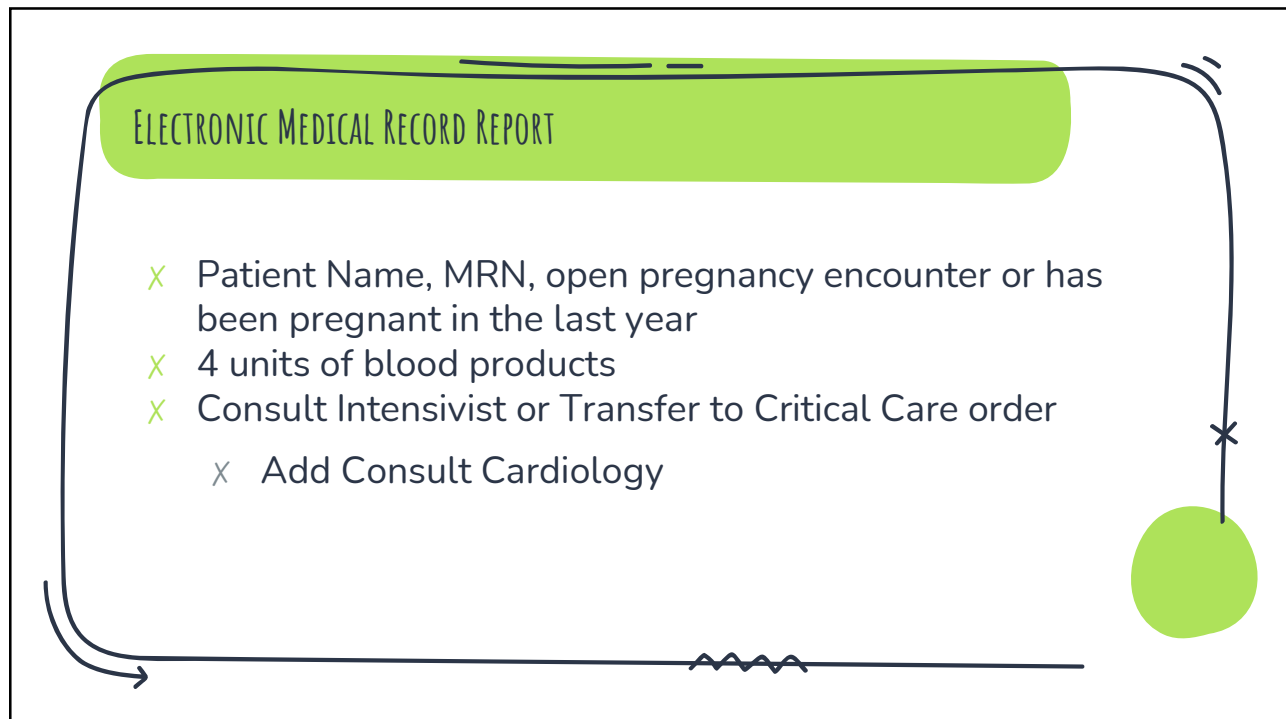 Electronic Medical Record Report
x Patient Name, MRN, open pregnancy encounter or has
been pregnant in the last year
x 4 units of blood products
x Consult Intensivist or Transfer to Critical Care order
x Add Consult Cardiology